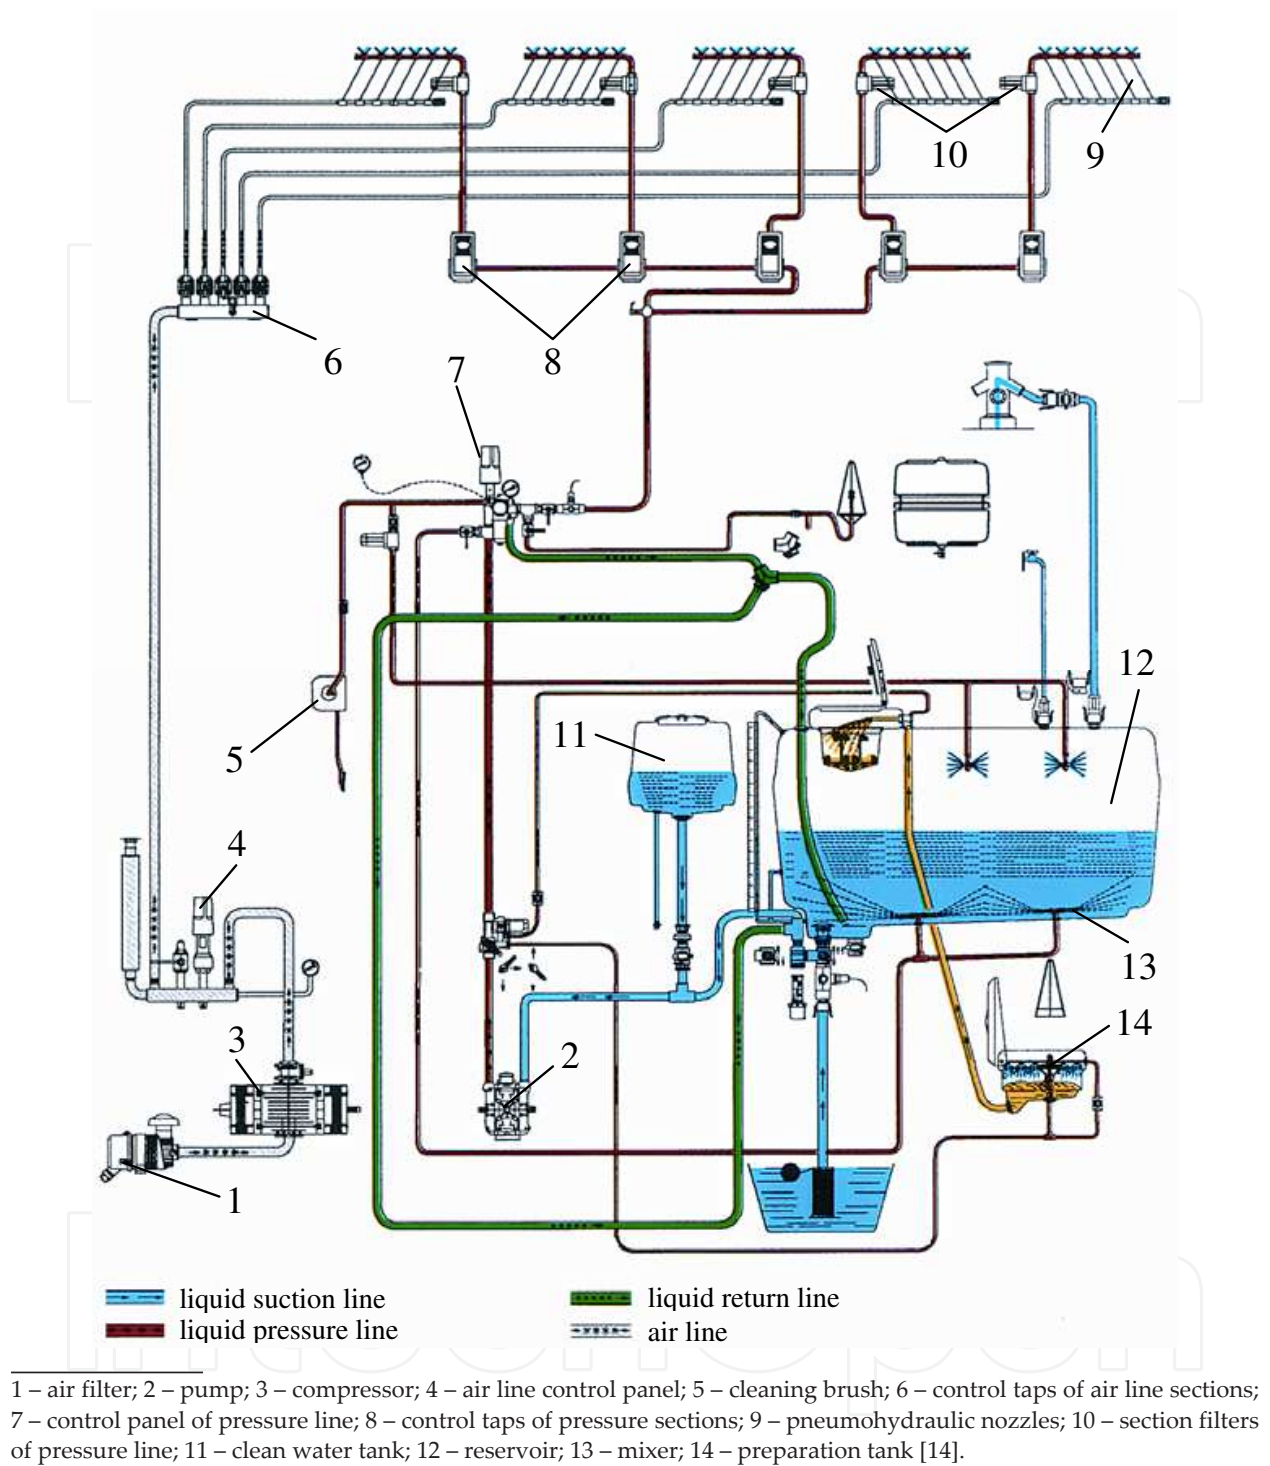 10
9
6
8
7
12
11
5
4
13
14
3
2
1
liquid suction line
liquid return line
liquid pressure line
air line
1 – air filter; 2 – pump; 3 – compressor; 4 – air line control panel; 5 – cleaning brush; 6 – control taps of air line sections;
7 – control panel of pressure line; 8 – control taps of pressure sections; 9 – pneumohydraulic nozzles; 10 – section filters
of pressure line; 11 – clean water tank; 12 – reservoir; 13 – mixer; 14 – preparation tank [14].